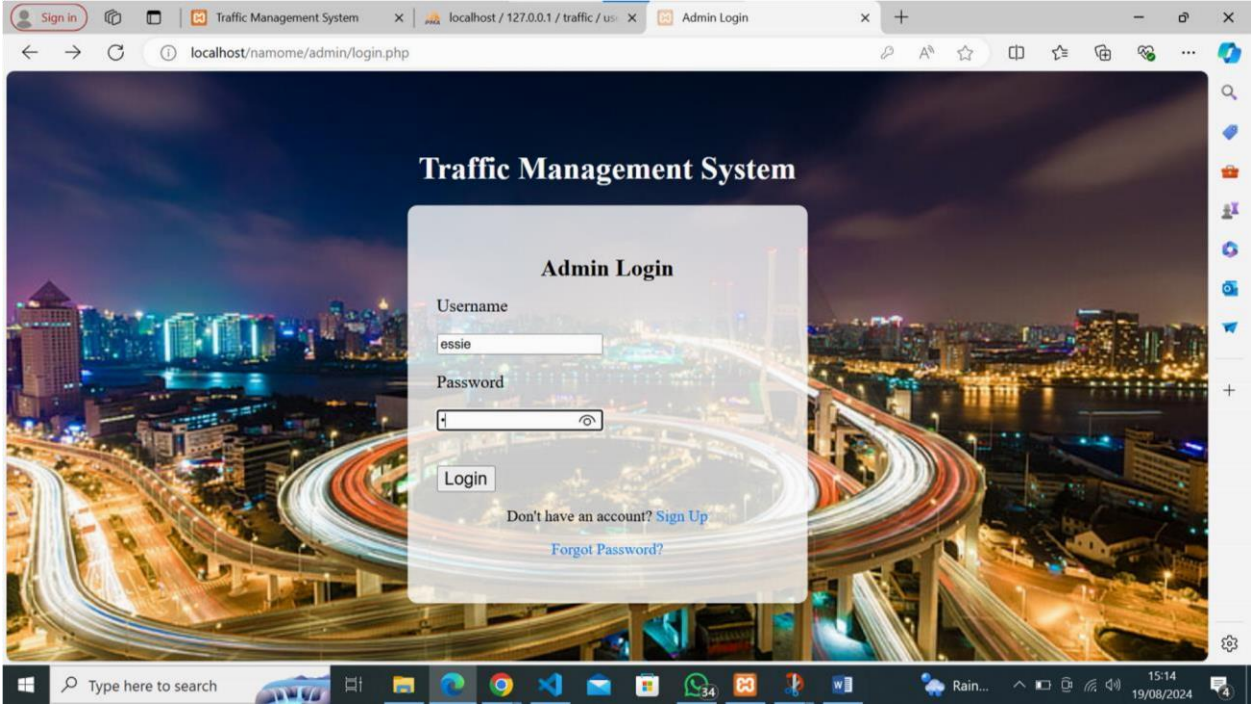 Sign in
Traffic Management System
localhost / 127.0.0.1 / traffic / us
Admin Login
localhost/namome/admin/login.php
Traffic Management System
Admin Login
Username
essie
Password
Login
Don't have an account? Sign Up
Forgot Password?
Type here to search
34
Rain...
15:14
19/08/2024
4